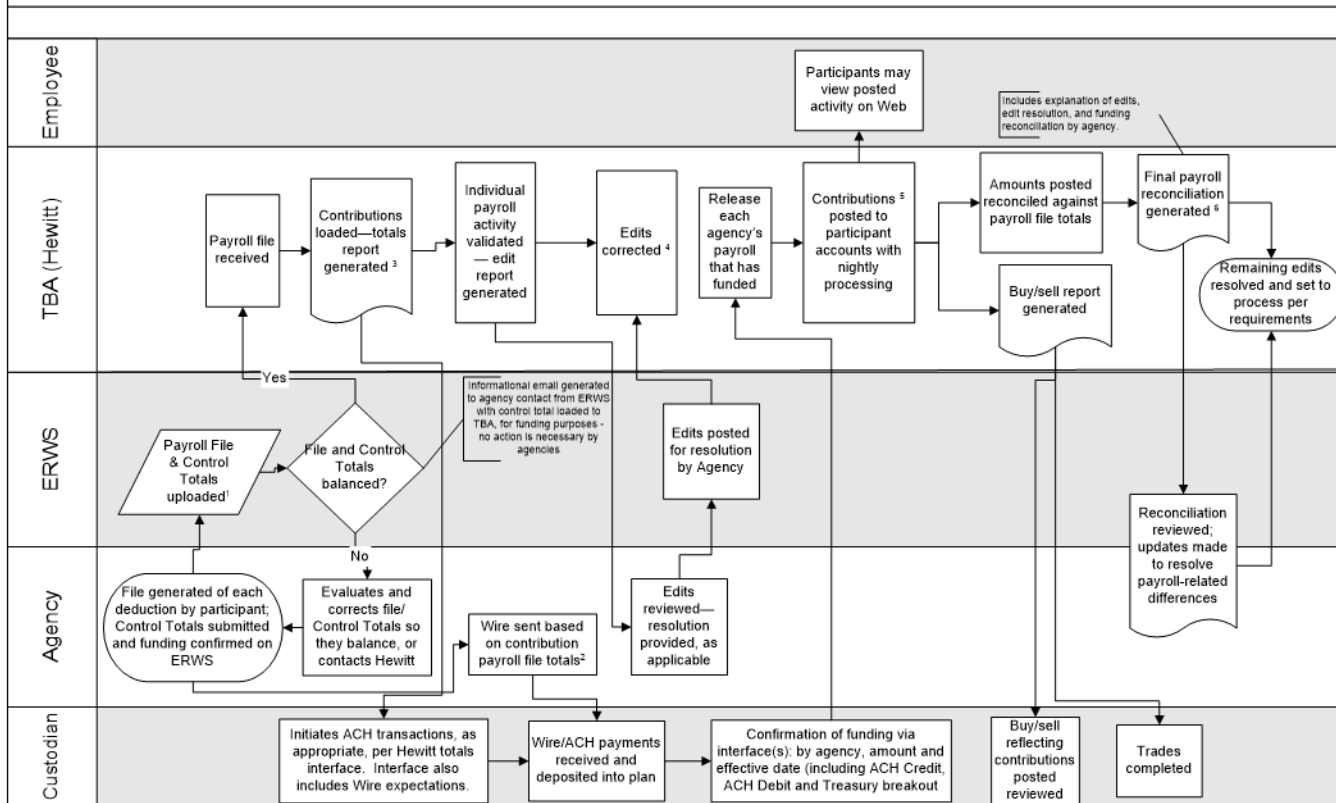 Employee
Participants may
view posted
activity on Web
Includes explanation of edits,
edit resolution, and funding
reconciliation by agency.
TBA (Hewitt)
Payroll file
received
Contributions
loaded—totals
report
generated 3
Individual
payroll
activity
validated
— edit
report
generated
Edits
corrected 4
Release
each
agency's
payroll
that has
funded
Contributions 5
posted to
participant
accounts with
nightly
processing
Amounts posted
reconciled against
payroll file totals
Final payroll
reconciliation
generated 6
Buy/sell report
generated
Remaining edits
resolved and set to
process per
requirements
Yes
ERWS
Payroll File
& Control
Totals
uploaded1
File and Control
Totals
balanced?
Informational email generated
to agency contact from ERWS
with control total loaded to
TBA, for funding purposes -
no action is necessary by
agencies
Edits posted
for resolution
by Agency
Reconciliation
reviewed;
updates made
to resolve
payroll-related
differences
No
Agency
File generated of each
deduction by participant;
Control Totals submitted
and funding confirmed on
ERWS
Evaluates and
corrects file/
Control Totals so
they balance, or
contacts Hewitt
Wire sent based
on contribution
payroll file totals2
Edits
reviewed—
resolution
provided, as
applicable
Custodian
Initiates ACH transactions, as
appropriate, per Hewitt totals
interface. Interface also
includes Wire expectations.
Wire/ACH payments
received and
deposited into plan
Confirmation of funding via
interface(s): by agency, amount and
effective date (including ACH Credit,
ACH Debit and Treasury breakout
Buy/sell
reflecting
contributions
posted
reviewed
Trades
completed